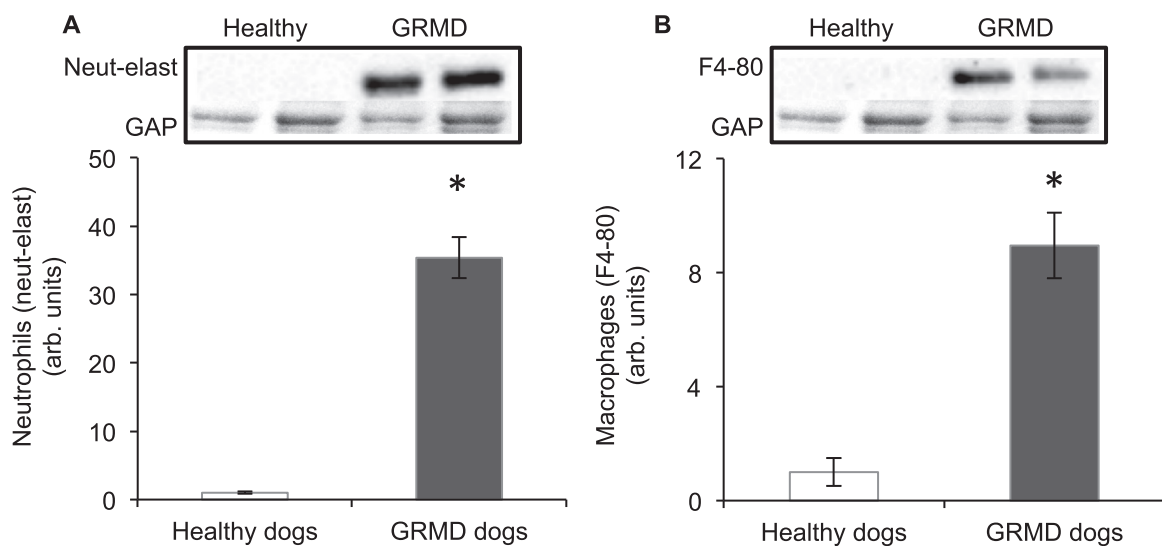 A
Healthy GRMD
Neut-elast
GAP
50
40
30
20
10
0
Neutrophils (neut-elast)
(arb. units)
*
Healthy dogs GRMD dogs
B
Healthy GRMD
F4-80
GAP
12
8
4
0
Macrophages (F4-80)
(arb. units)
*
Healthy dogs GRMD dogs